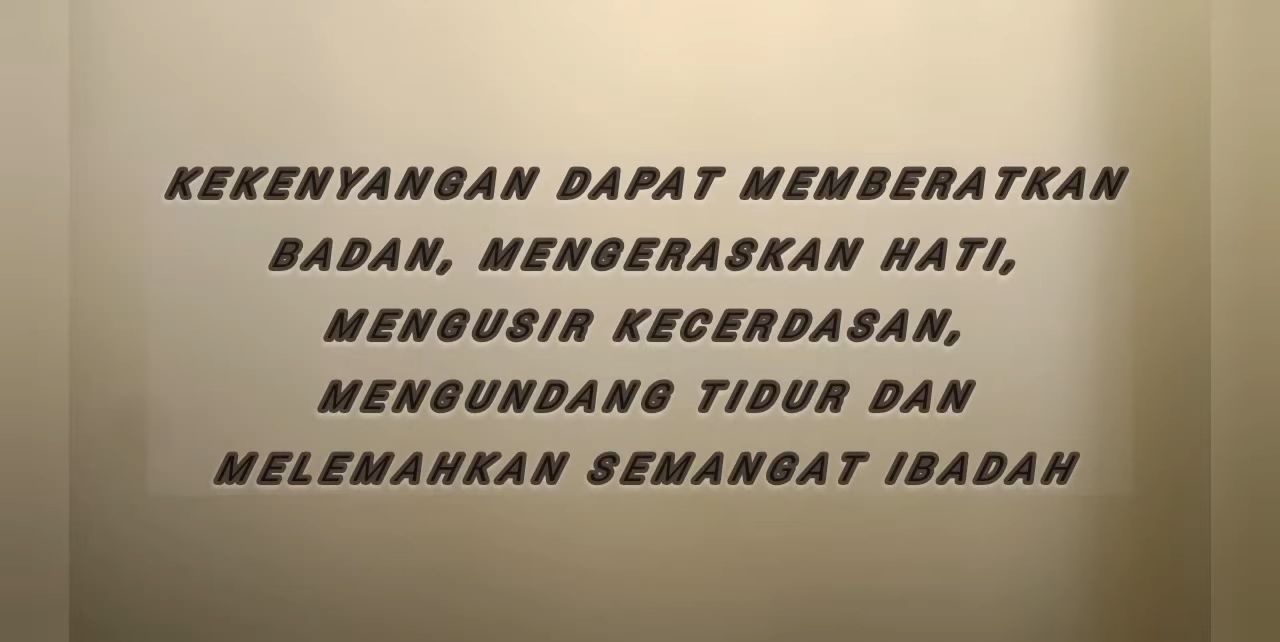 KEKENYANGAN DAPAT MEMBERATKAN
BADAN, MENGERASKAN HATI,
MENGUSIR KECERDASAN,
MENGUNDANG TIDUR DAN
MELEMAHKAN SEMANGAT IBADAH